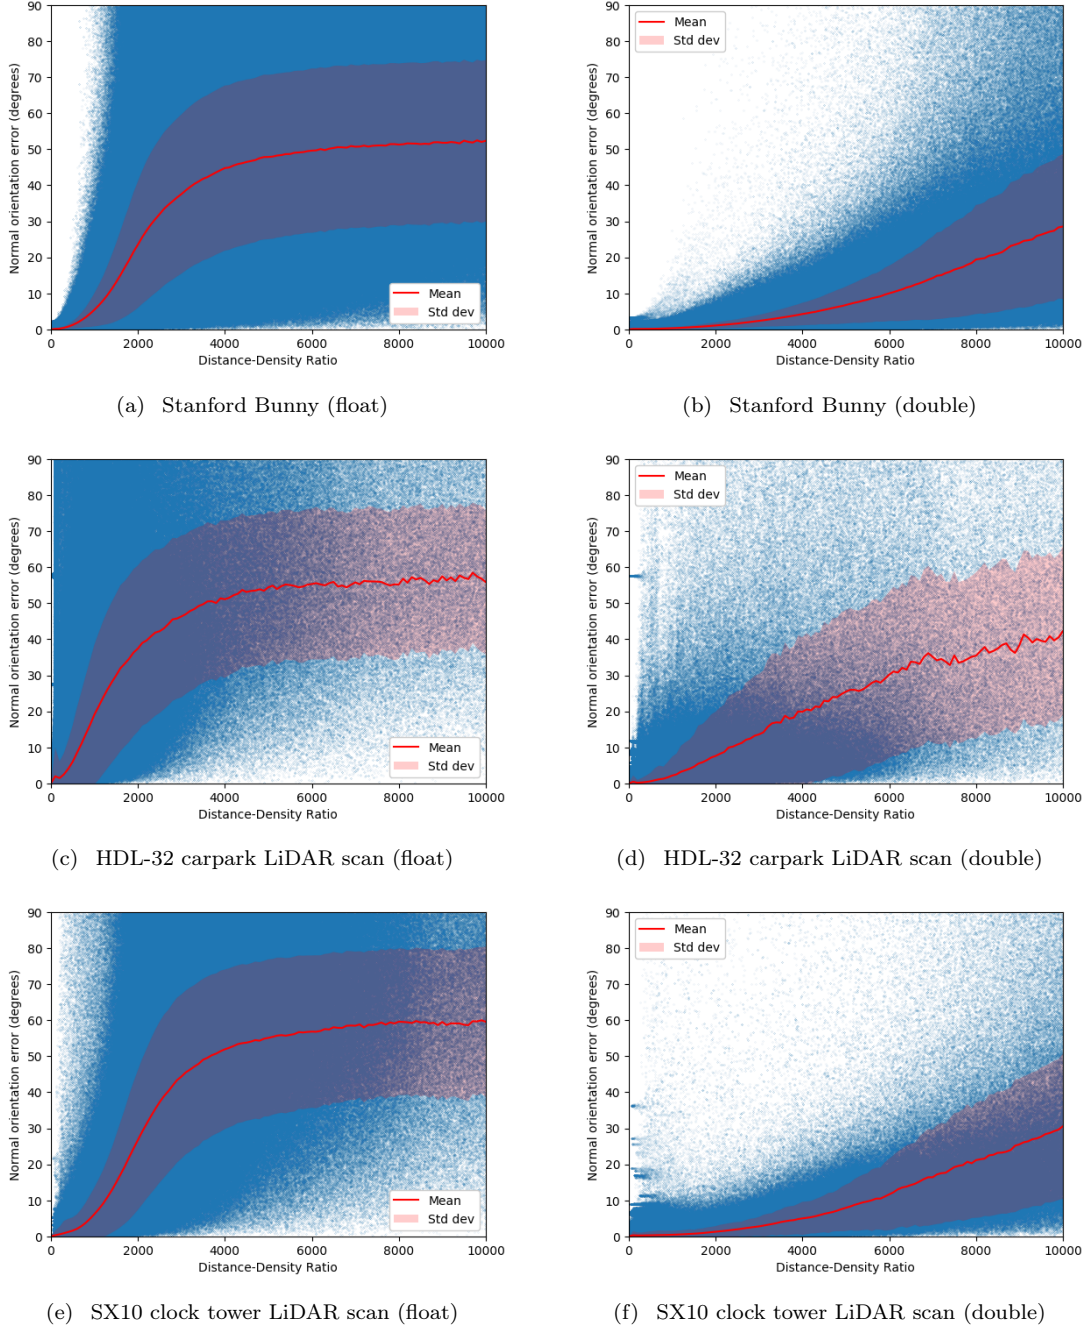 90
80
70
60
50
40
30
20
10
0
Normal orientation error (degrees)
Mean
Std dev
0 2000 4000 6000 8000 10000
Distance-Density Ratio
(a) Stanford Bunny (float)
90
80
70
60
50
40
30
20
10
0
Normal orientation error (degrees)
Mean
Std dev
0 2000 4000 6000 8000 10000
Distance-Density Ratio
(b) Stanford Bunny (double)
90
80
70
60
50
40
30
20
10
0
Normal orientation error (degrees)
Mean
Std dev
0 2000 4000 6000 8000 10000
Distance-Density Ratio
(c) HDL-32 carpark LiDAR scan (float)
90
80
70
60
50
40
30
20
10
0
Normal orientation error (degrees)
Mean
Std dev
0 2000 4000 6000 8000 10000
Distance-Density Ratio
(d) HDL-32 carpark LiDAR scan (double)
90
80
70
60
50
40
30
20
10
0
Normal orientation error (degrees)
Mean
Std dev
0 2000 4000 6000 8000 10000
Distance-Density Ratio
(e) SX10 clock tower LiDAR scan (float)
90
80
70
60
50
40
30
20
10
0
Normal orientation error (degrees)
Mean
Std dev
0 2000 4000 6000 8000 10000
Distance-Density Ratio
(f) SX10 clock tower LiDAR scan (double)